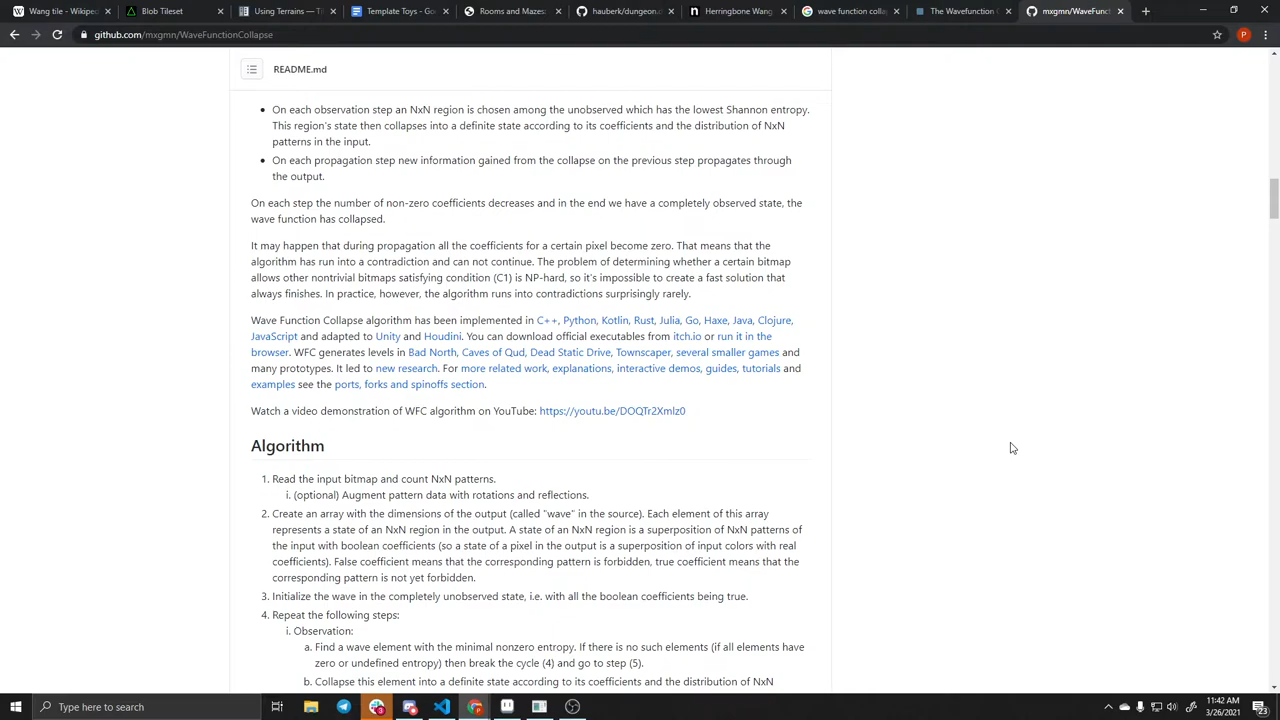 Wang tile - Wikiped
Blob Tileset
Using Terrains — Til
Template Toys - Go
Rooms and Mazes:
hauberk/dungeon.d
Herringbone Wang
wave function colla
The Wavefunction
mxgmn/WaveFunct
github.com/mxgmn/WaveFunctionCollapse
P
README.md
On each observation step an NxN region is chosen among the unobserved which has the lowest Shannon entropy.
This region's state then collapses into a definite state according to its coefficients and the distribution of NxN
patterns in the input.
On each propagation step new information gained from the collapse on the previous step propagates through
the output.
On each step the number of non-zero coefficients decreases and in the end we have a completely observed state, the
wave function has collapsed.
It may happen that during propagation all the coefficients for a certain pixel become zero. That means that the
algorithm has run into a contradiction and can not continue. The problem of determining whether a certain bitmap
allows other nontrivial bitmaps satisfying condition (C1) is NP-hard, so it's impossible to create a fast solution that
always finishes. In practice, however, the algorithm runs into contradictions surprisingly rarely.
Wave Function Collapse algorithm has been implemented in C++, Python, Kotlin, Rust, Julia, Go, Haxe, Java, Clojure,
JavaScript and adapted to Unity and Houdini. You can download official executables from itch.io or run it in the
browser. WFC generates levels in Bad North, Caves of Qud, Dead Static Drive, Townscaper, several smaller games and
many prototypes. It led to new research. For more related work, explanations, interactive demos, guides, tutorials and
examples see the ports, forks and spinoffs section.
Watch a video demonstration of WFC algorithm on YouTube: https://youtu.be/DOQTr2Xmlz0
Algorithm
1. Read the input bitmap and count NxN patterns.
i. (optional) Augment pattern data with rotations and reflections.
2. Create an array with the dimensions of the output (called "wave" in the source). Each element of this array
represents a state of an NxN region in the output. A state of an NxN region is a superposition of NxN patterns of
the input with boolean coefficients (so a state of a pixel in the output is a superposition of input colors with real
coefficients). False coefficient means that the corresponding pattern is forbidden, true coefficient means that the
corresponding pattern is not yet forbidden.
3. Initialize the wave in the completely unobserved state, i.e. with all the boolean coefficients being true.
4. Repeat the following steps:
i. Observation:
a. Find a wave element with the minimal nonzero entropy. If there is no such elements (if all elements have
zero or undefined entropy) then break the cycle (4) and go to step (5).
b. Collapse this element into a definite state according to its coefficients and the distribution of NxN
Type here to search
11:42 AM
3/26/2021
23